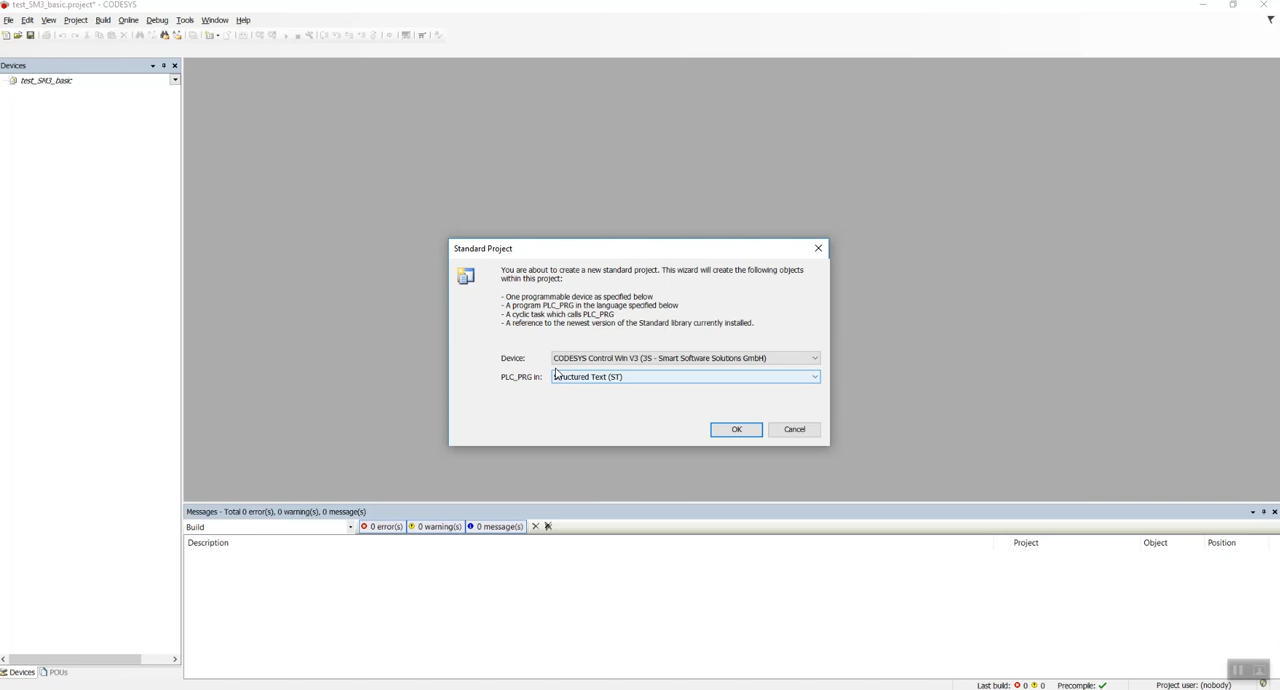 test_SM3_basic.project* - CODESYS
File Edit View Project Build Online Debug Tools Window Help
Devices
test_SM3_basic
Standard Project
You are about to create a new standard project. This wizard will create the following objects
within this project:
- One programmable device as specified below
- A program PLC_PRG in the language specified below
- A cyclic task which calls PLC_PRG
- A reference to the newest version of the Standard library currently installed.
Device: CODESYS Control Win V3 (3S - Smart Software Solutions GmbH)
PLC_PRG in: Structured Text (ST)
OK Cancel
Messages - Total 0 error(s), 0 warning(s), 0 message(s)
Build 0 error(s) 0 warning(s) 0 message(s)
Description Project Object Position
Devices POUs
Last build: 0 0 Precompile: Project user: (nobody)